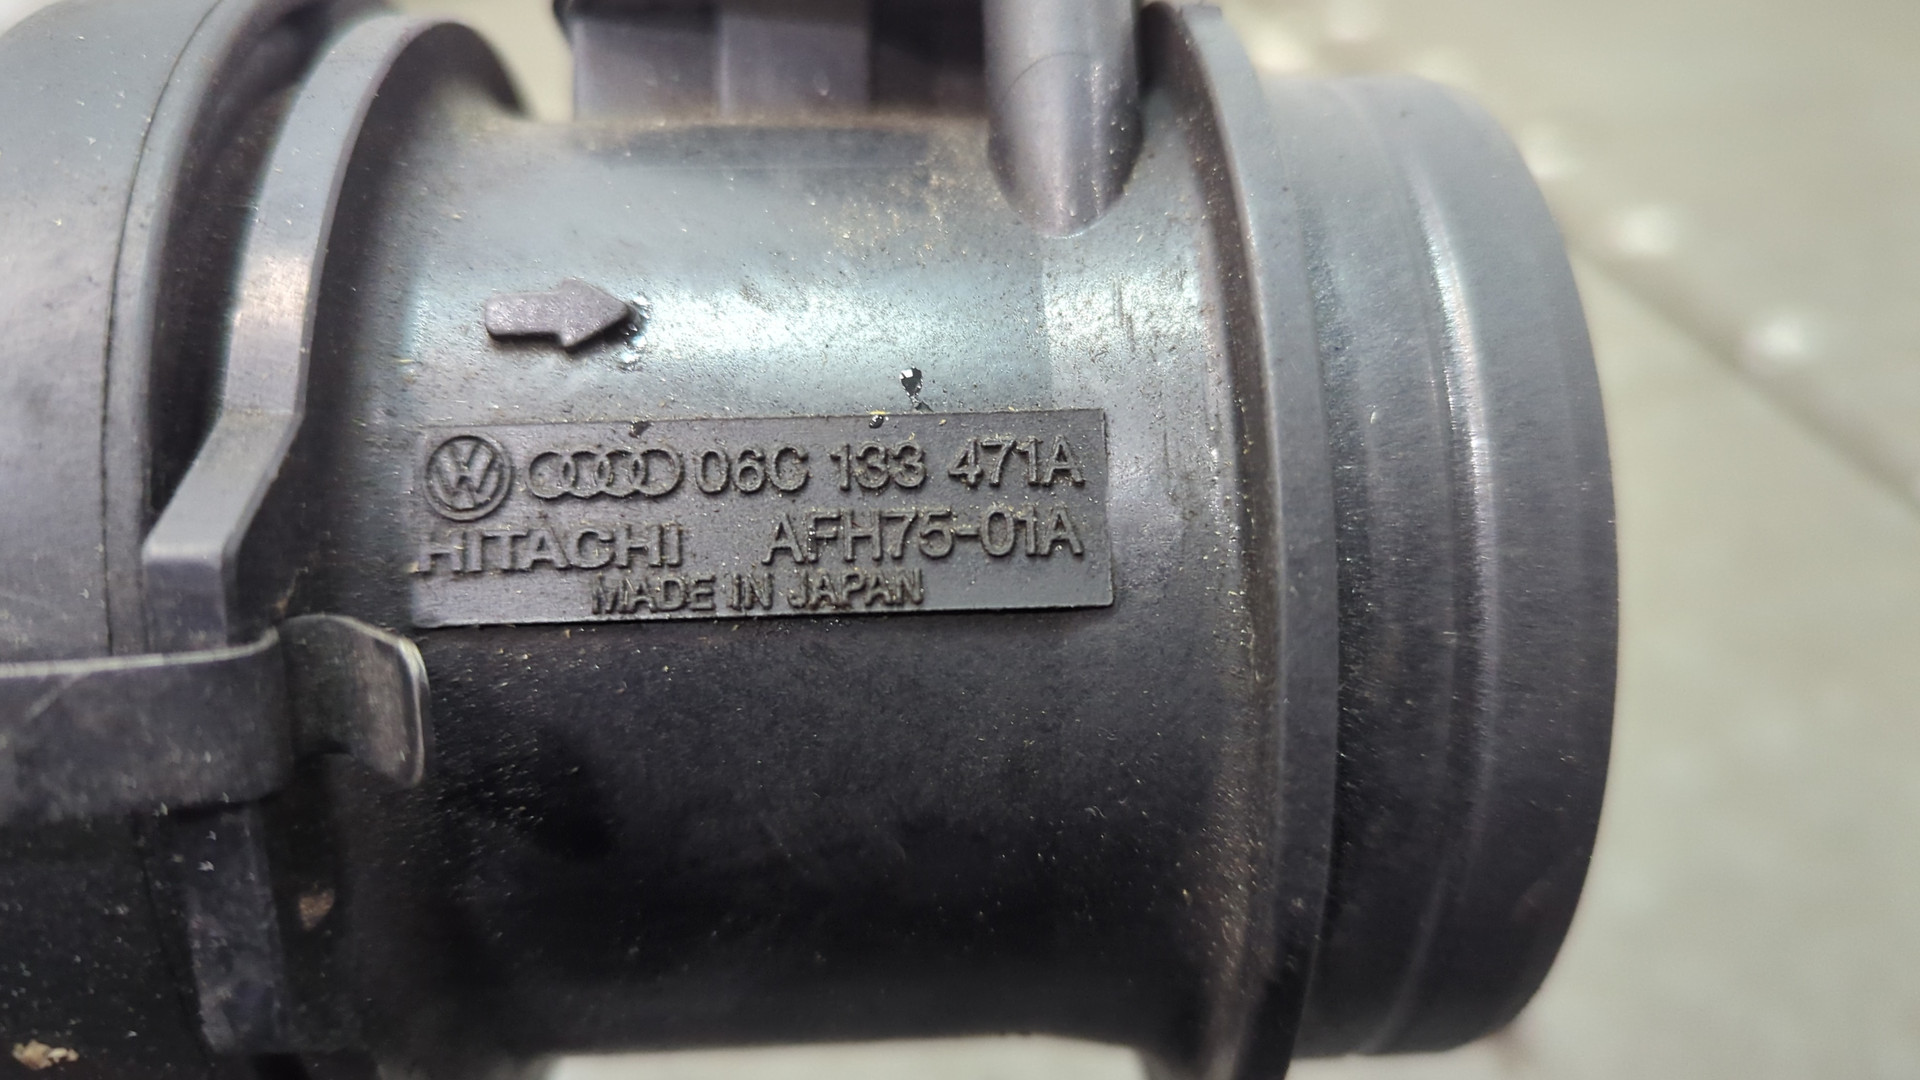 06C 133 471A
HITACHI AFH75-01A
MADE IN JAPAN